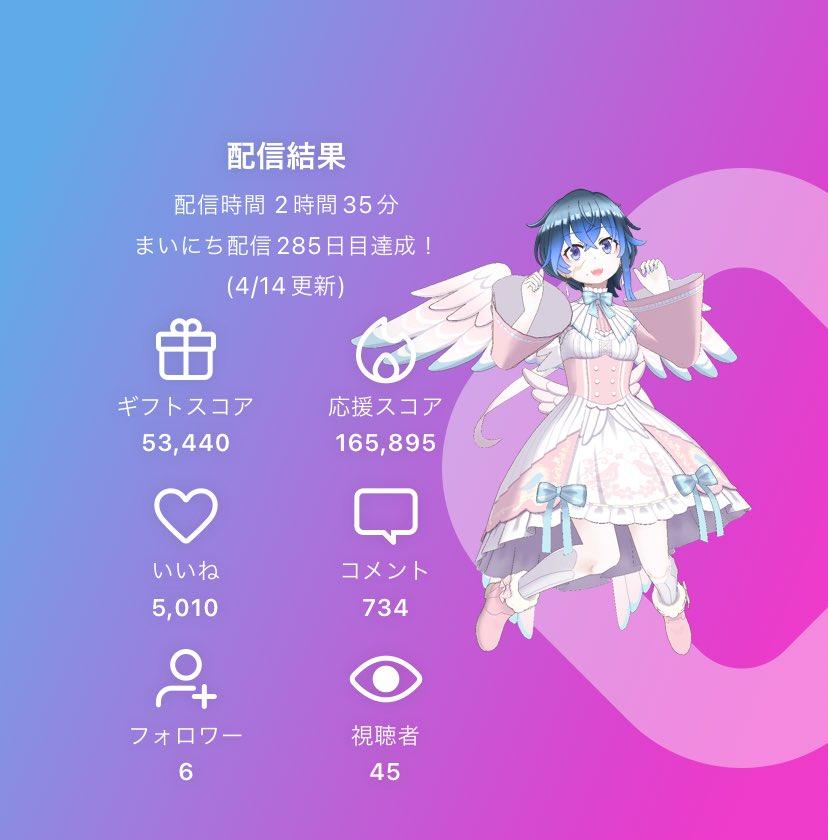 配信結果
配信時間 2時間35分
まいにち配信285日目達成！
(4/14更新)
ギフトスコア 応援スコア
53,440 165,895
いいね コメント
5,010 734
フォロワー 視聴者
6 45